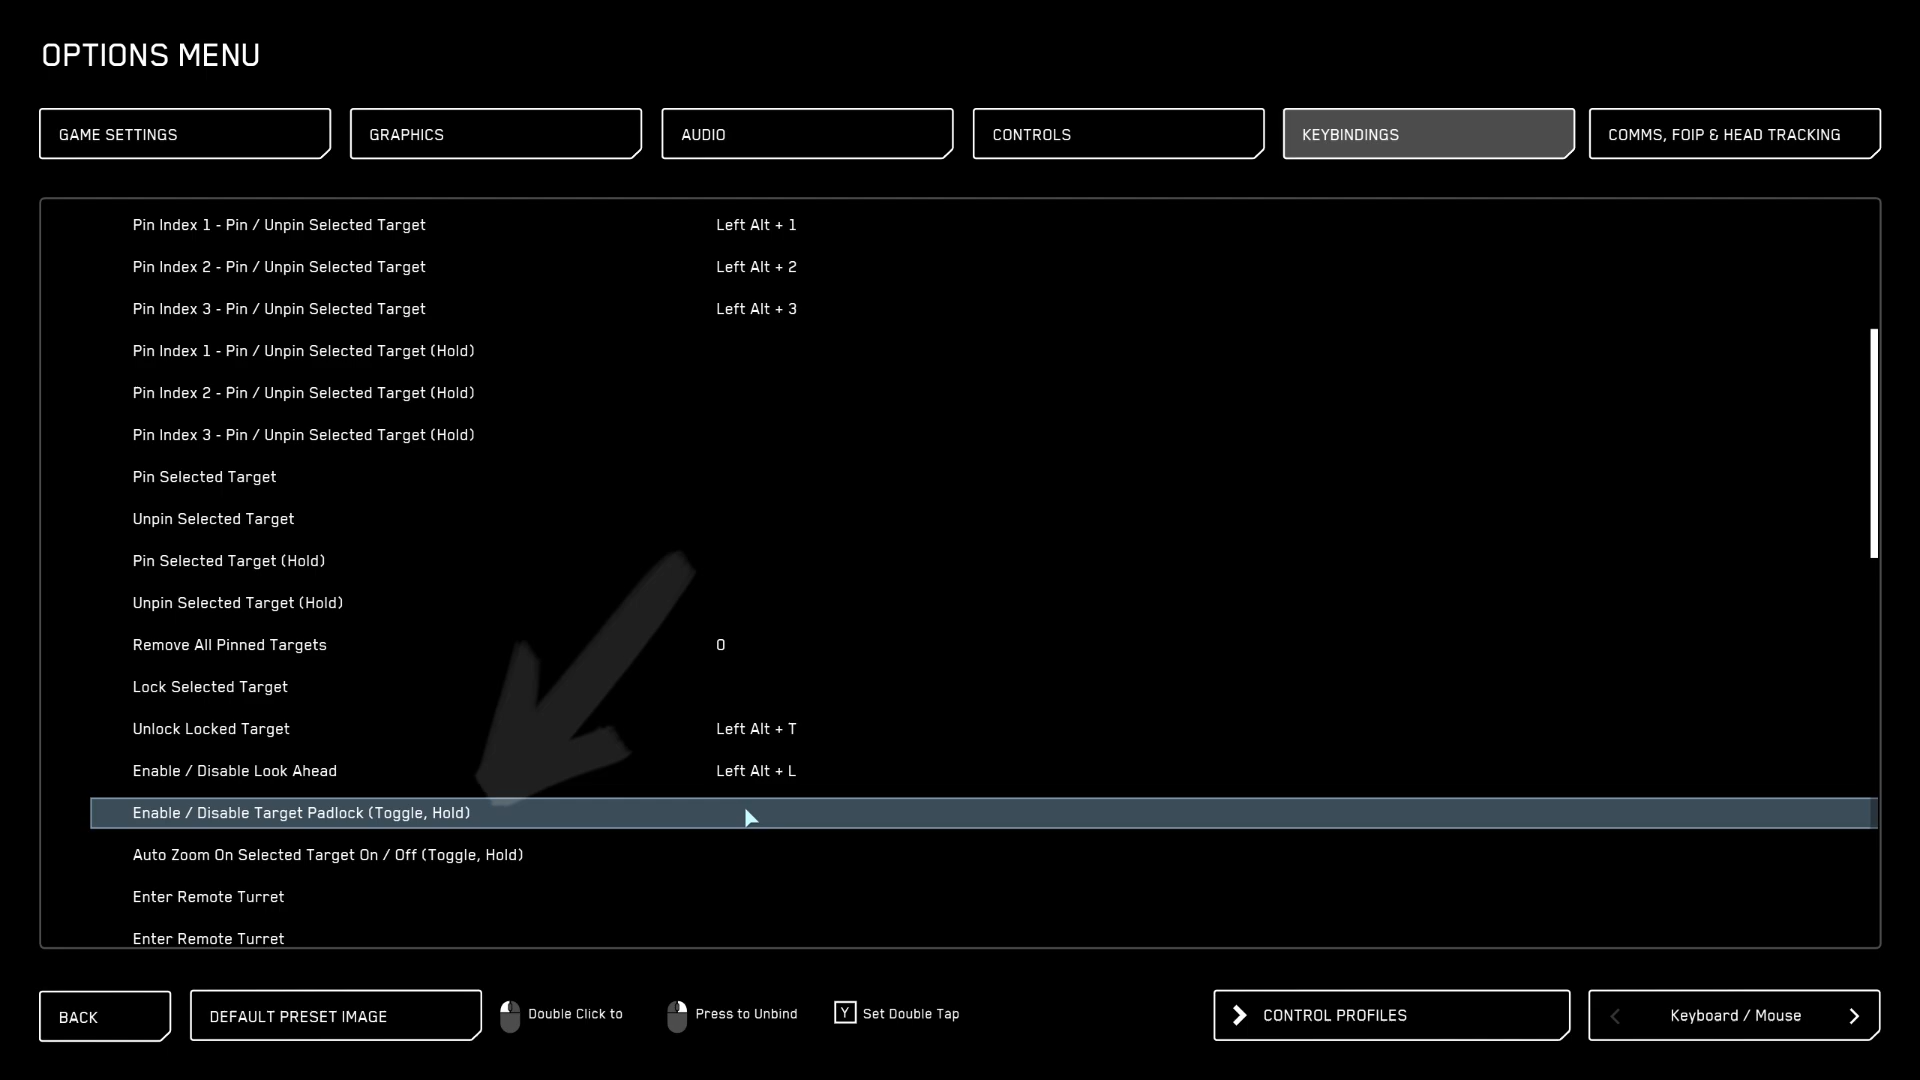 OPTIONS MENU
GAME SETTINGS
GRAPHICS
AUDIO
CONTROLS
KEYBINDINGS
COMMS, FOIP & HEAD TRACKING
Pin Index 1 - Pin / Unpin Selected Target Left Alt + 1
Pin Index 2 - Pin / Unpin Selected Target Left Alt + 2
Pin Index 3 - Pin / Unpin Selected Target Left Alt + 3
Pin Index 1 - Pin / Unpin Selected Target (Hold)
Pin Index 2 - Pin / Unpin Selected Target (Hold)
Pin Index 3 - Pin / Unpin Selected Target (Hold)
Pin Selected Target
Unpin Selected Target
Pin Selected Target (Hold)
Unpin Selected Target (Hold)
Remove All Pinned Targets 0
Lock Selected Target
Unlock Locked Target Left Alt + T
Enable / Disable Look Ahead Left Alt + L
Enable / Disable Target Padlock (Toggle, Hold)
Auto Zoom On Selected Target On / Off (Toggle, Hold)
Enter Remote Turret
Enter Remote Turret
BACK
DEFAULT PRESET IMAGE
Double Click to
Press to Unbind
Y Set Double Tap
CONTROL PROFILES
Keyboard / Mouse